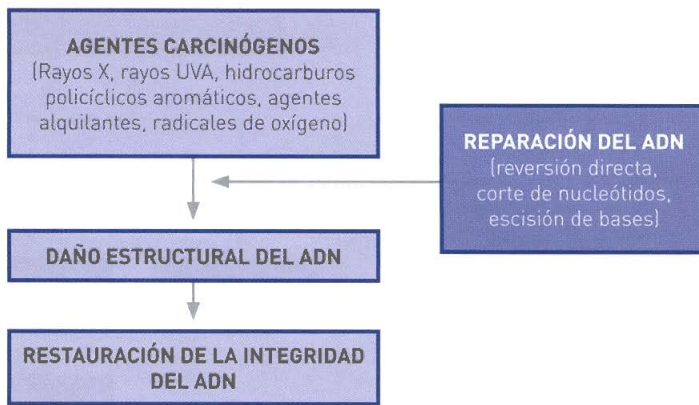 AGENTES CARCINÓGENOS
(Rayos X, rayos UVA, hidrocarburos
policíclicos aromáticos, agentes
alquilantes, radicales de oxígeno)
REPARACIÓN DEL ADN
(reversión directa,
corte de nucleótidos,
escisión de bases)
DAÑO ESTRUCTURAL DEL ADN
RESTAURACIÓN DE LA INTEGRIDAD
DEL ADN